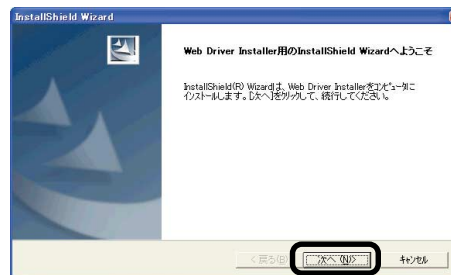 InstallShield Wizard
Web Driver Installer用のInstallShield Wizardへようこそ
InstallShield(R) Wizardは、Web Driver Installerをコンピュータに
インストールします。[次へ]をクリックして、続行してください。
< 戻る(B)
次へ (N)>
キャンセル